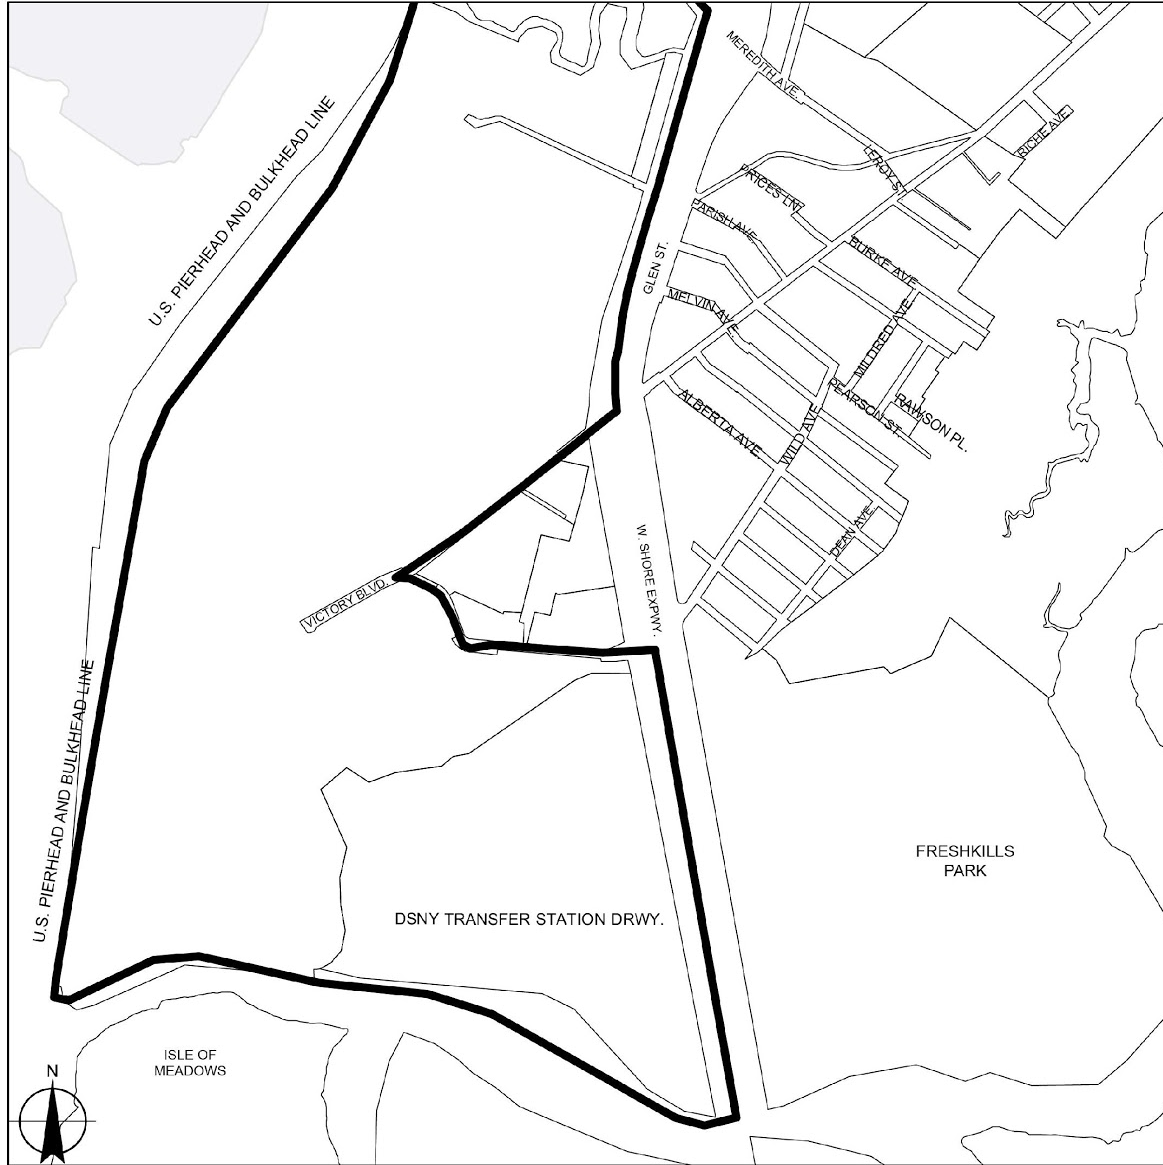 MEREDITH AVE.
U.S. PIERHEAD AND BULKHEAD LINE
RICHE AVE.
LEROY S
PRICES LN.
PARISH AVE
GLEN ST.
BURKE AVE
MELVIN AVE
MILDRED AVE
PEARSON ST.
RAWSON PL.
ALBERTA AVE.
WILD AVE
DEAN AVE
W. SHORE EXPWY.
VICTORY BLVD.
U.S. PIERHEAD AND BULKHEAD LINE
FRESHKILLS
PARK
DSNY TRANSFER STATION DRWY.
ISLE OF
MEADOWS
N